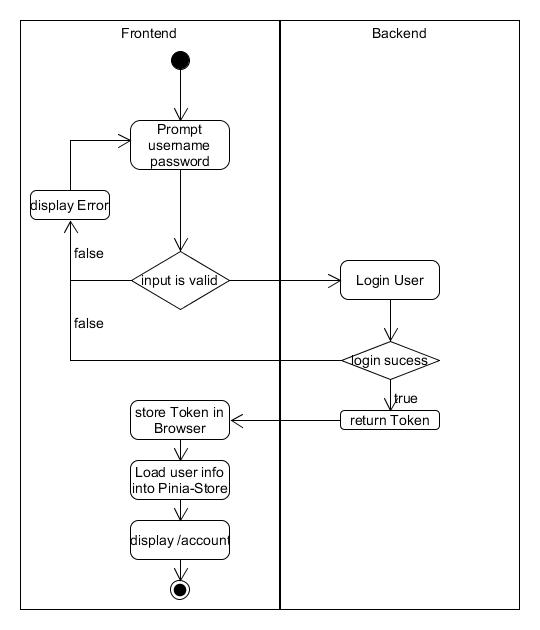 Frontend
Backend
Prompt
username
password
display Error
false
input is valid
Login User
false
login sucess
true
return Token
store Token in
Browser
Load user info
into Pinia-Store
display /account